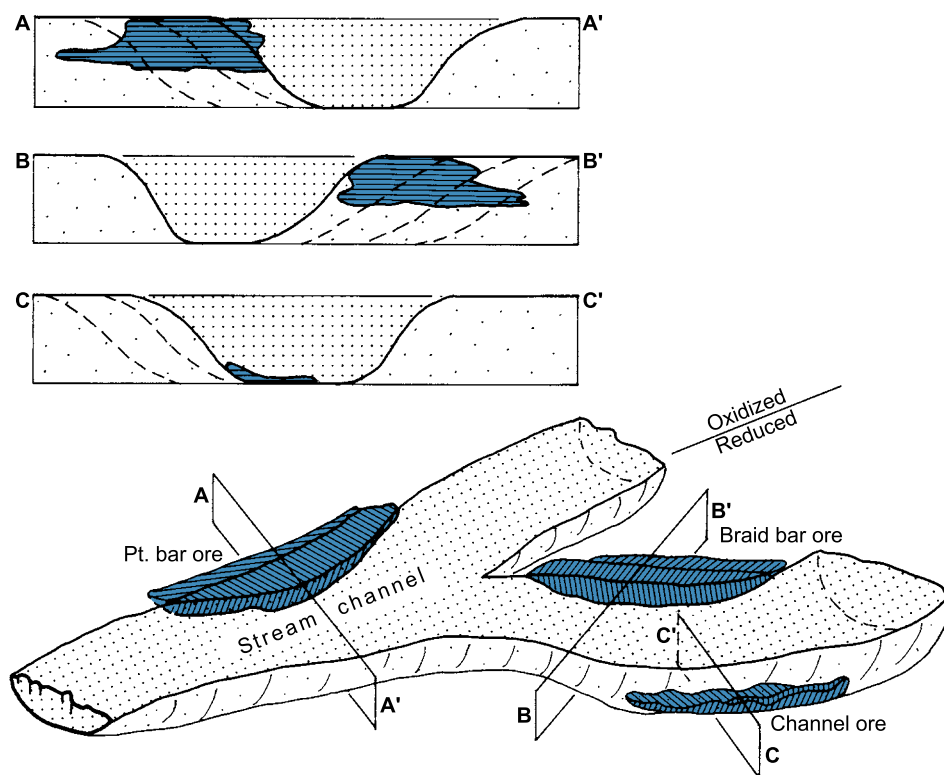 A A'
B B'
C C'
Oxidized
Reduced
A
B'
Pt. bar ore
Braid bar ore
Stream channel
C'
A'
B
Channel ore
C